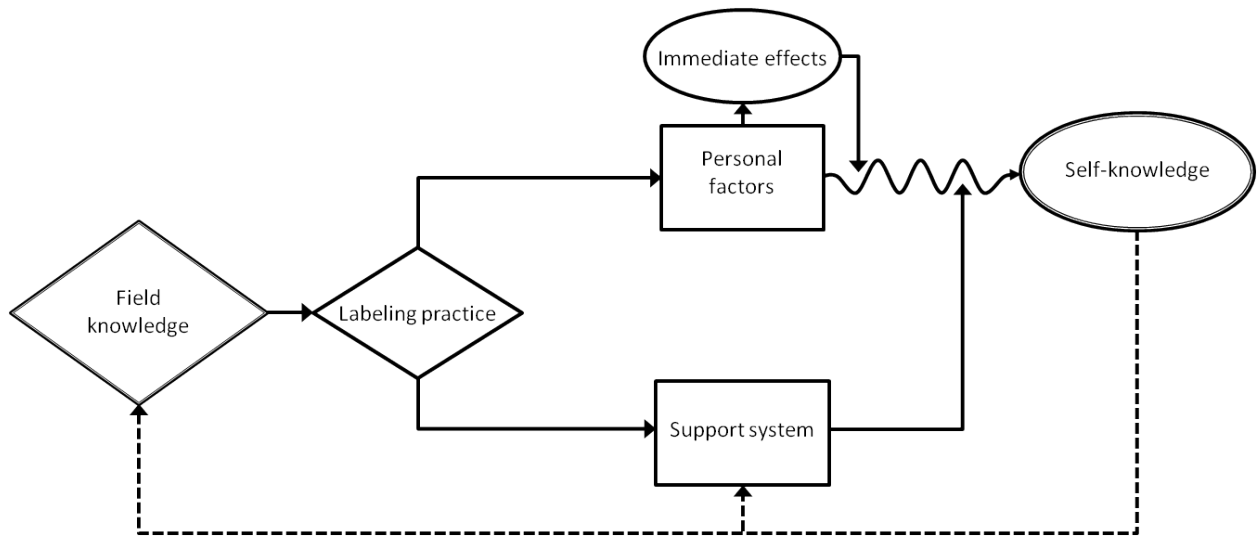 Immediate effects
Personal
factors
Self-knowledge
Field
knowledge
Labeling practice
Support system